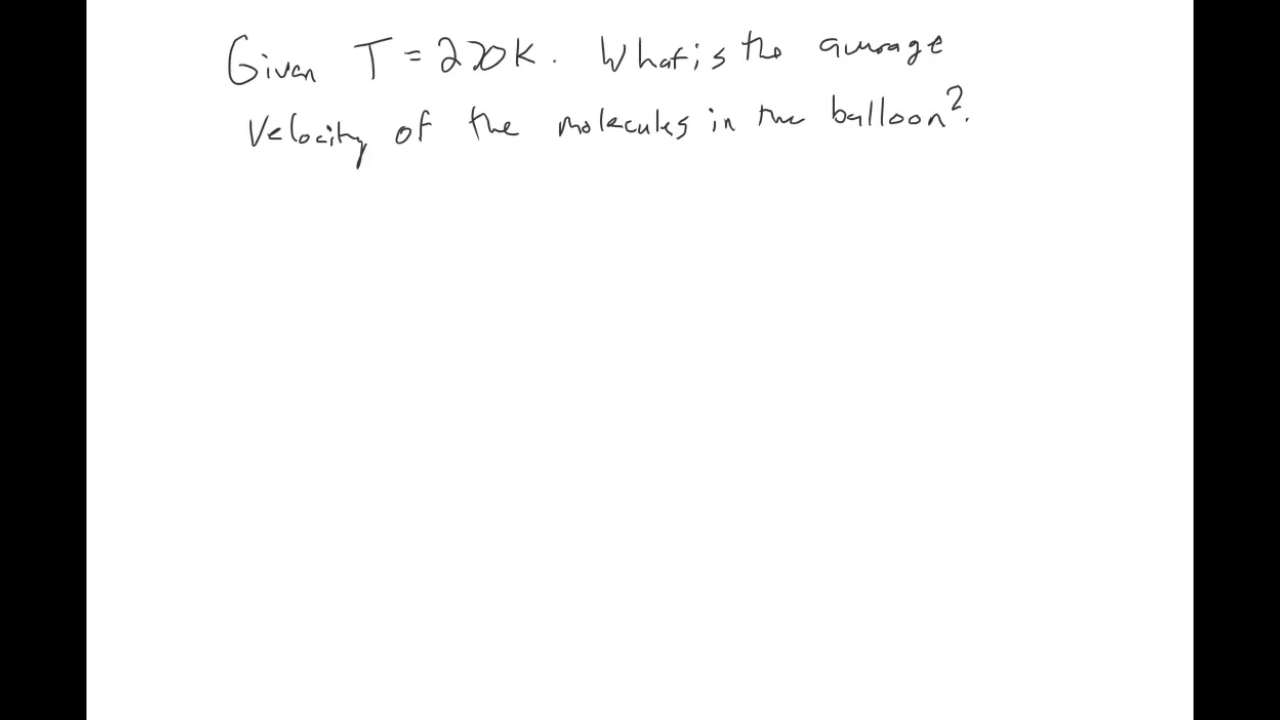 Given T = 220K. What is the average
velocity of the molecules in the balloon?